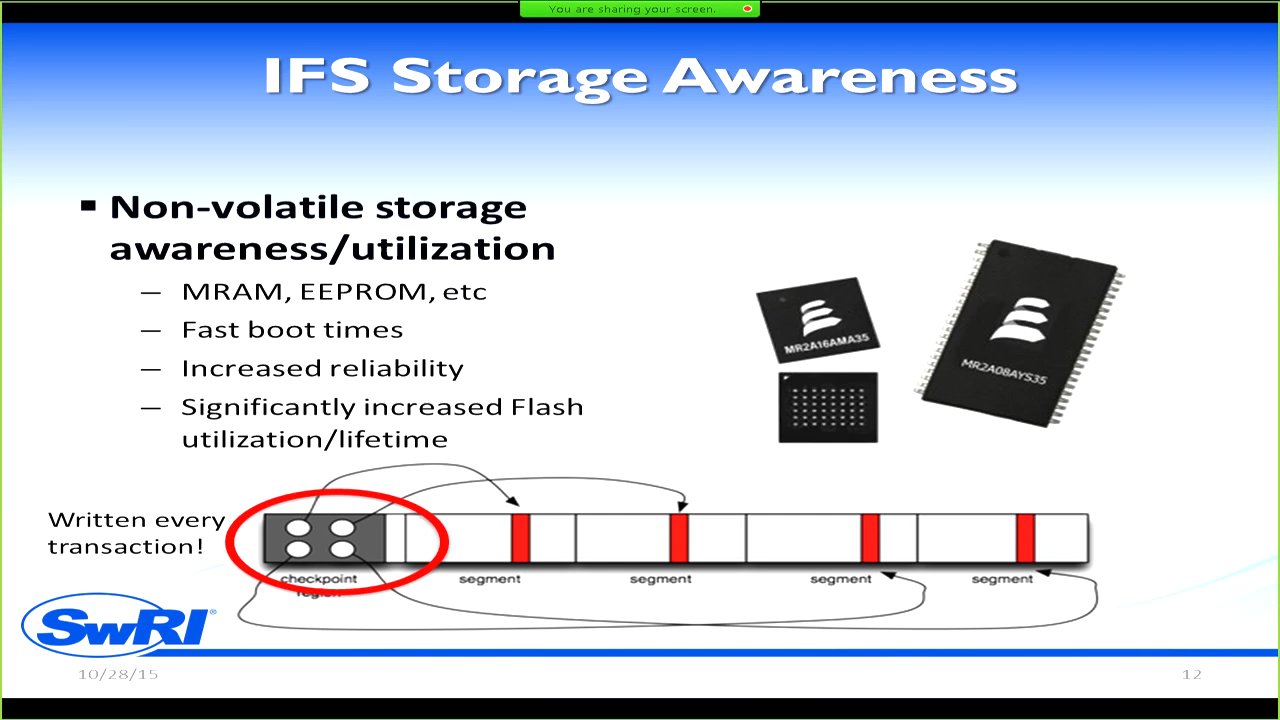 You are sharing your screen.
IFS Storage Awareness
Non-volatile storage
awareness/utilization
— MRAM, EEPROM, etc
— Fast boot times
— Increased reliability
— Significantly increased Flash
utilization/lifetime
MR2A16AMA35
MR2A08AYS35
Written every
transaction!
checkpoint
region
segment
segment
segment
segment
SwRI®
10/28/15
12